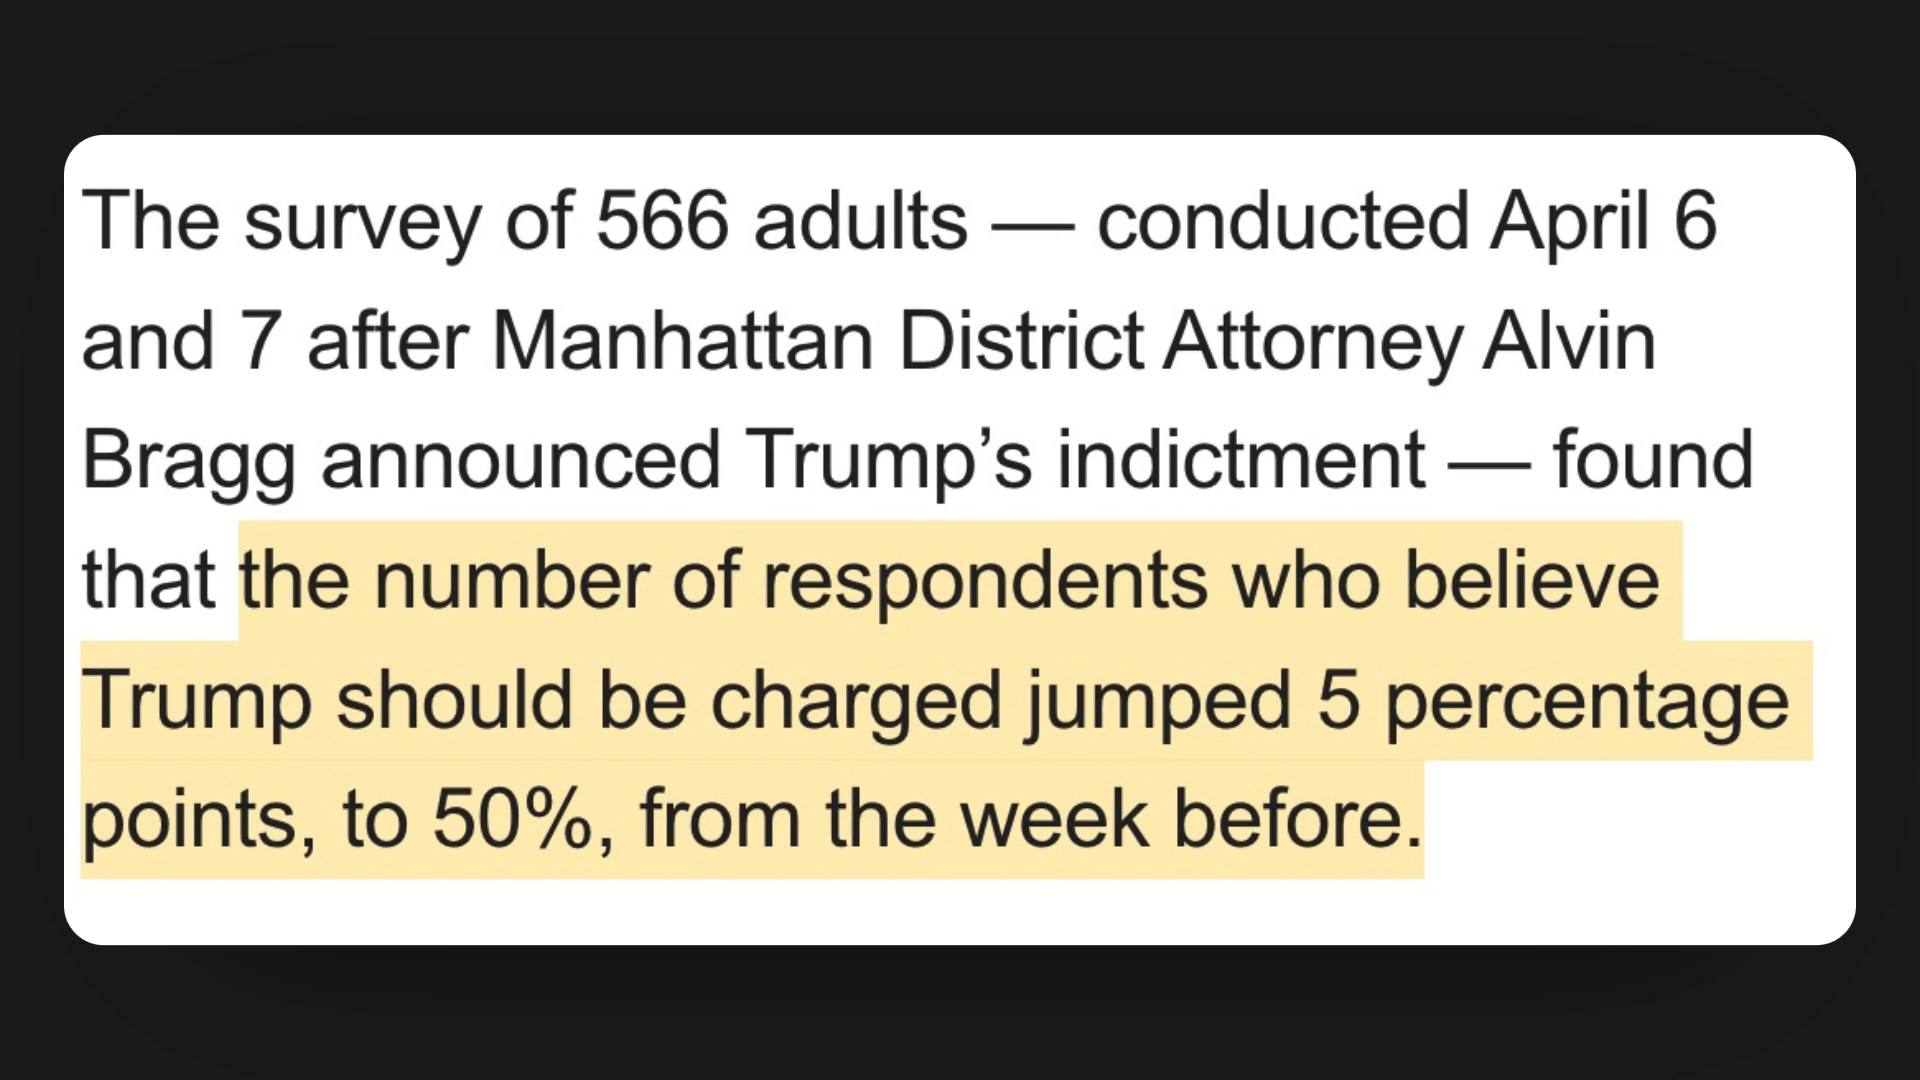 The survey of 566 adults — conducted April 6
and 7 after Manhattan District Attorney Alvin
Bragg announced Trump’s indictment — found
that the number of respondents who believe
Trump should be charged jumped 5 percentage
points, to 50%, from the week before.